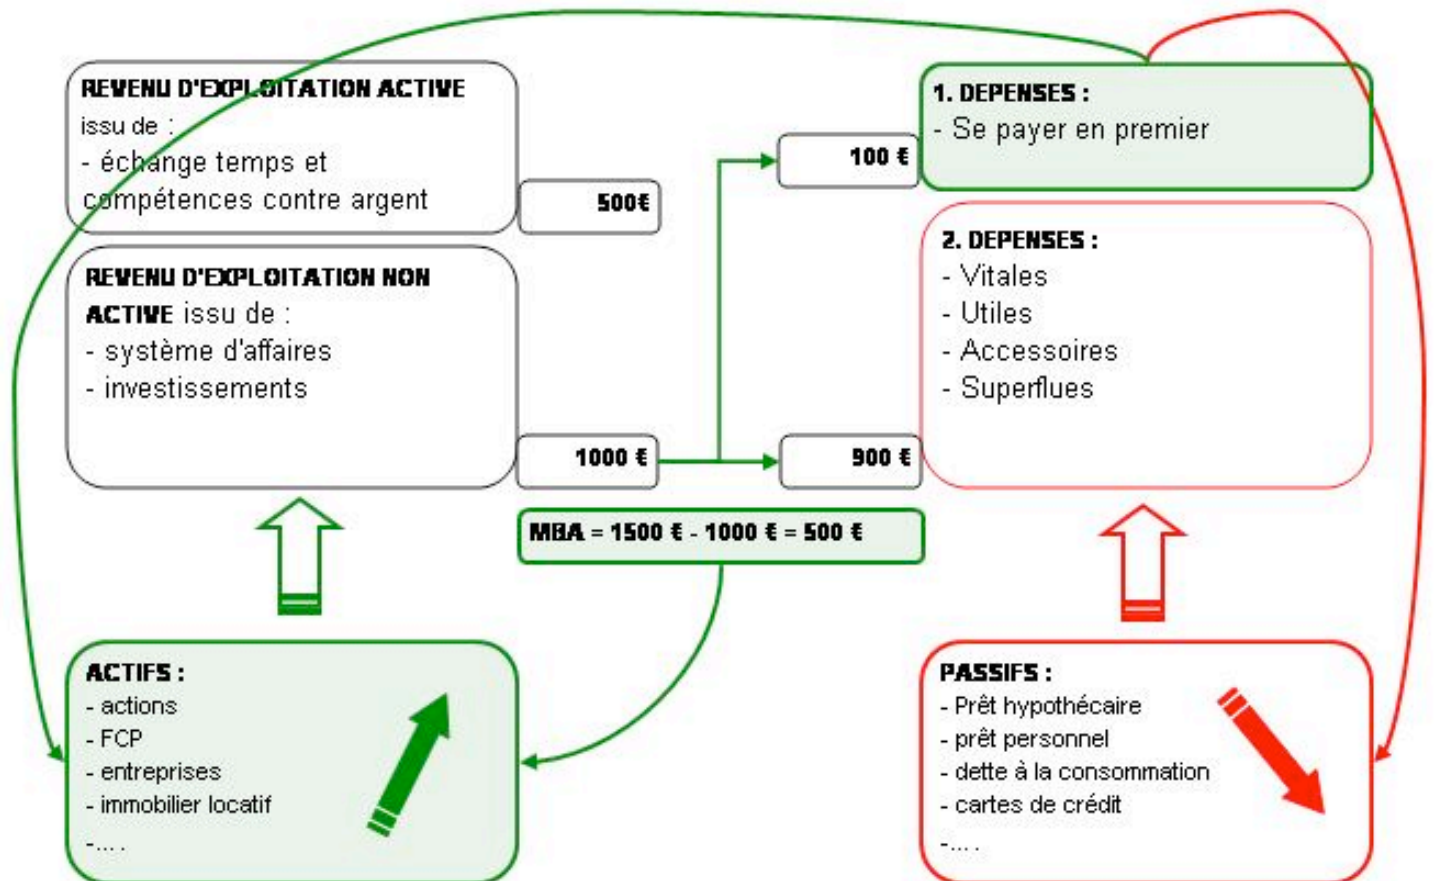 REVENU D'EXPLOITATION ACTIVE
issu de :
- échange temps et
compétences contre argent
500€
REVENU D'EXPLOITATION NON
ACTIVE issu de :
- système d'affaires
- investissements
1000 €
100 €
1. DEPENSES :
- Se payer en premier
2. DEPENSES :
- Vitales
- Utiles
- Accessoires
- Superflues
900 €
MBA = 1500 € - 1000 € = 500 €
ACTIFS :
- actions
- FCP
- entreprises
- immobilier locatif
-... .
PASSIFS :
- Prêt hypothécaire
- prêt personnel
- dette à la consommation
- cartes de crédit
-... .